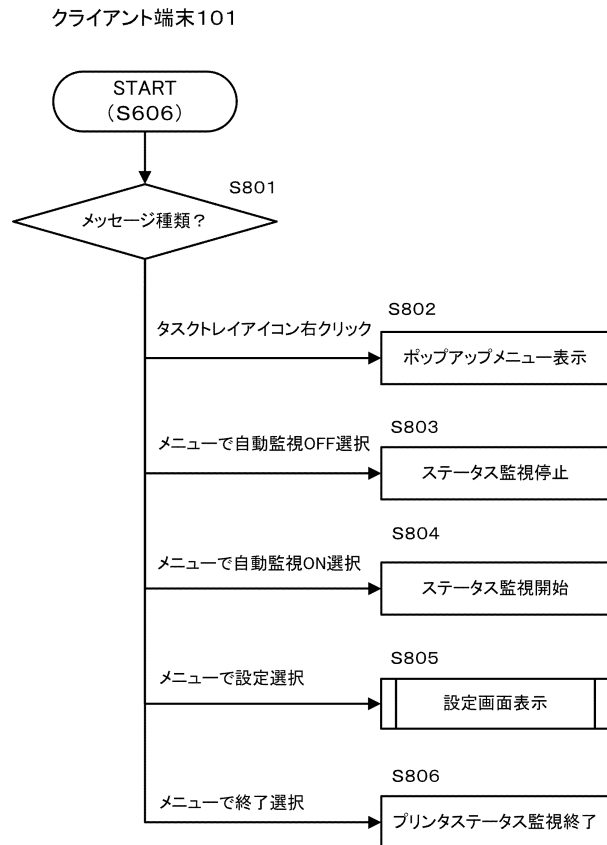 クライアント端末101
START
（S606）
S801
メッセージ種類？
タスクトレイアイコン右クリック
S802
ポップアップメニュー表示
メニューで自動監視OFF選択
S803
ステータス監視停止
メニューで自動監視ON選択
S804
ステータス監視開始
メニューで設定選択
S805
設定画面表示
メニューで終了選択
S806
プリンタステータス監視終了